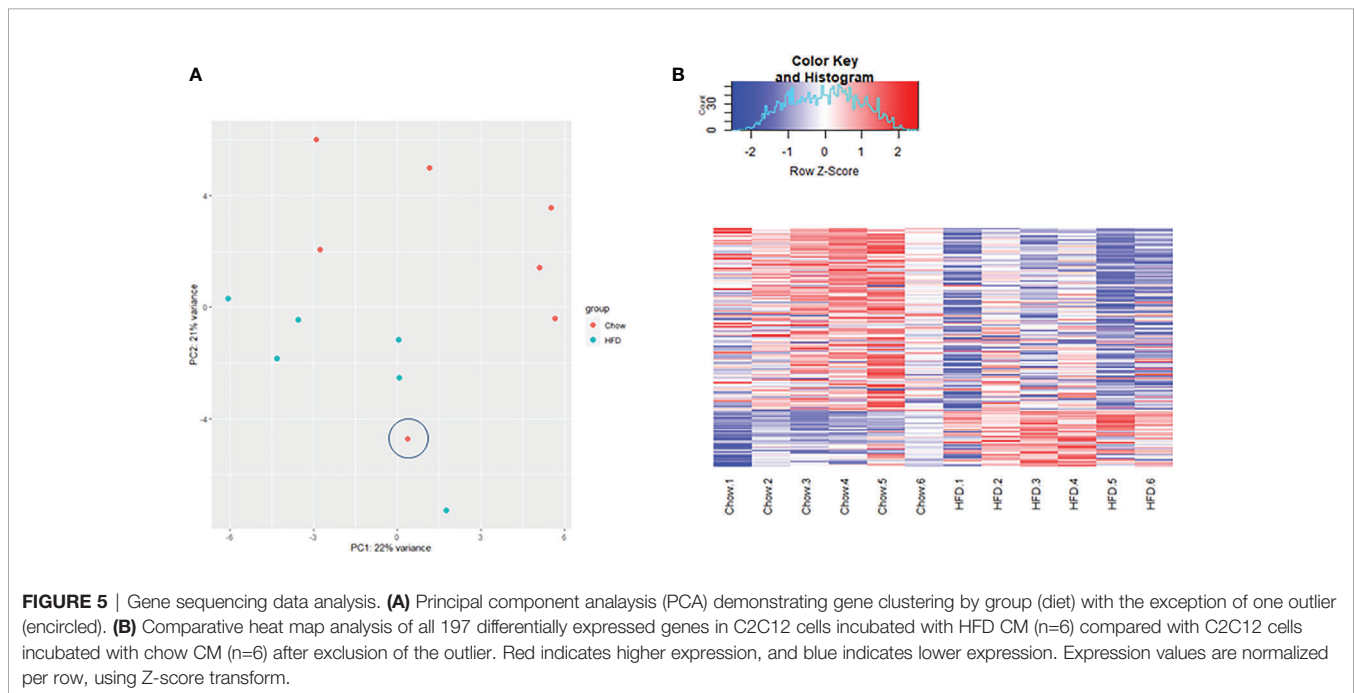 A
4
0
-4
PC2: 21% variance
-6
-3
0
3
6
PC1: 22% variance
group
Chow
HFD
B
Color Key
and Histogram
Count
0
30
-2
-1
0
1
2
Row Z-Score
Chow.1
Chow.2
Chow.3
Chow.4
Chow.5
Chow.6
HFD.1
HFD.2
HFD.3
HFD.4
HFD.5
HFD.6
FIGURE 5 | Gene sequencing data analysis. (A) Principal component analaysis (PCA) demonstrating gene clustering by group (diet) with the exception of one outlier
(encircled). (B) Comparative heat map analysis of all 197 differentially expressed genes in C2C12 cells incubated with HFD CM (n=6) compared with C2C12 cells
incubated with chow CM (n=6) after exclusion of the outlier. Red indicates higher expression, and blue indicates lower expression. Expression values are normalized
per row, using Z-score transform.